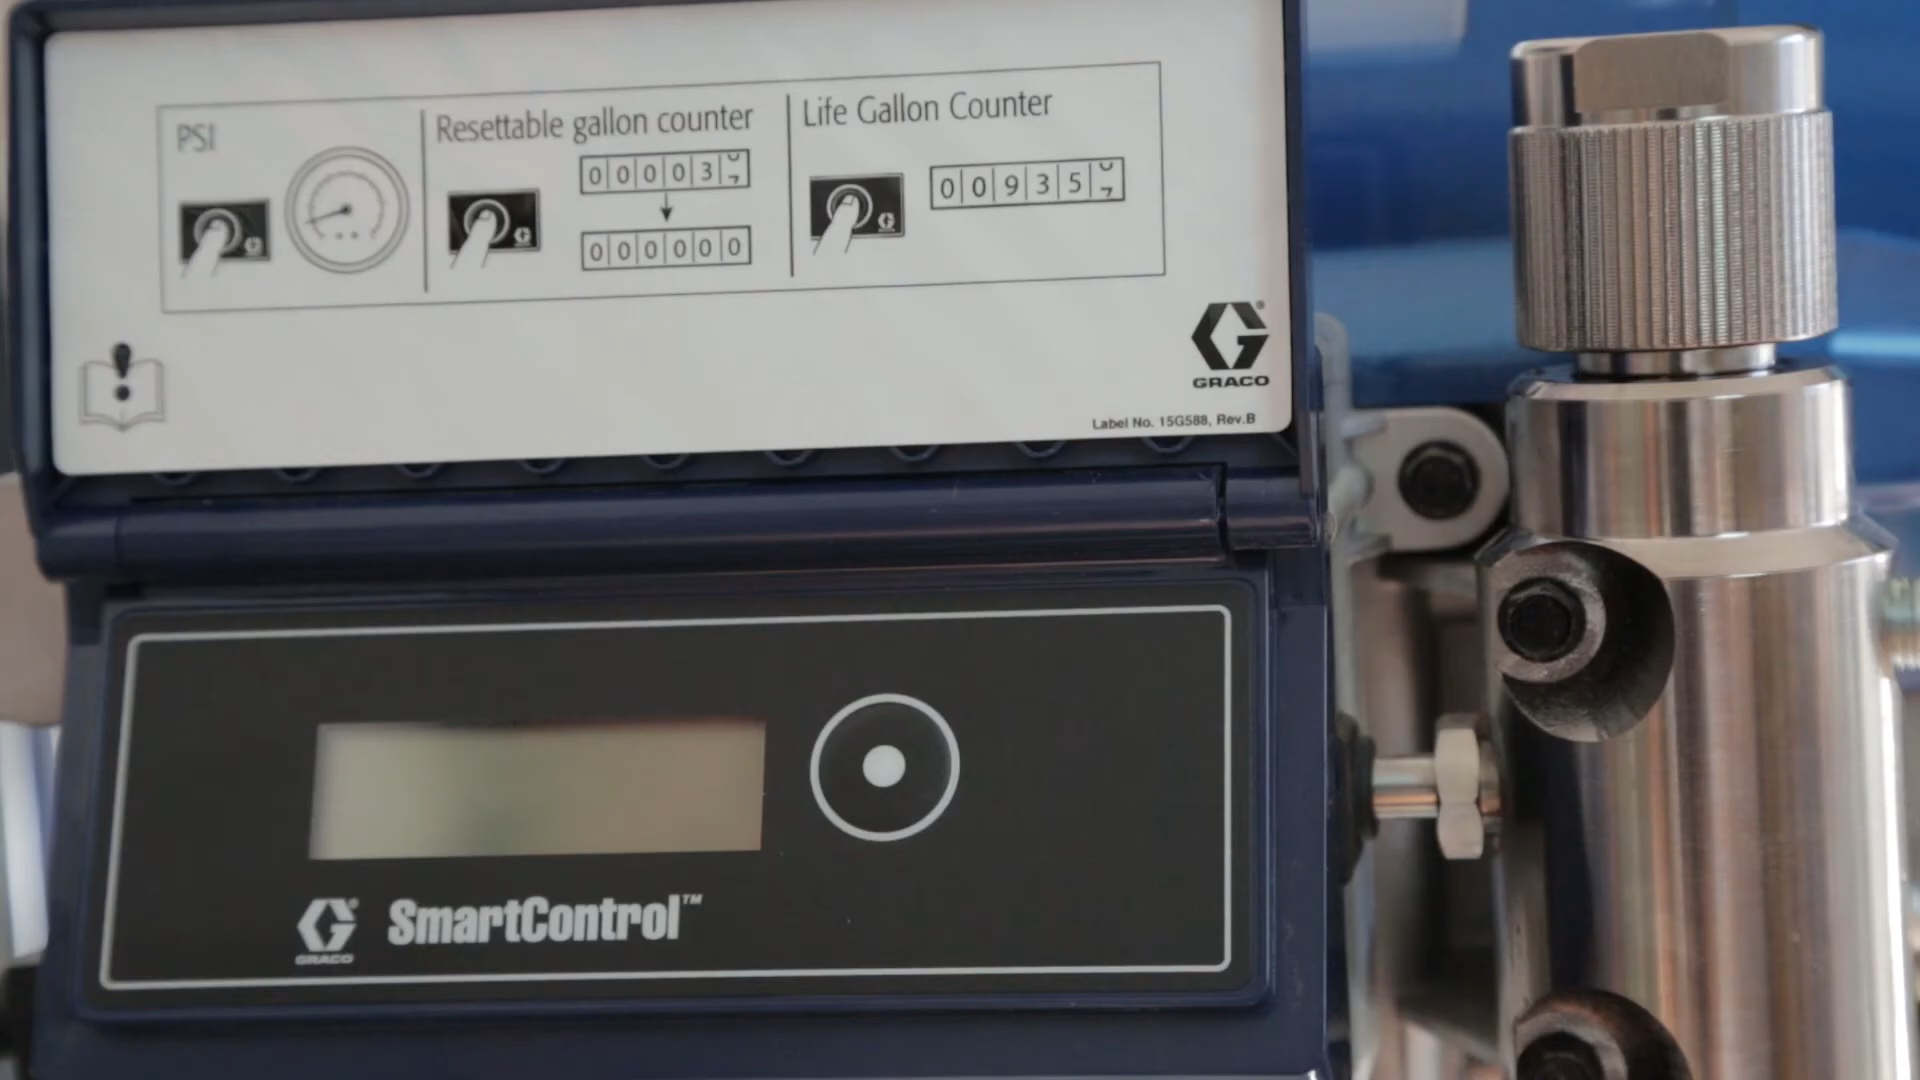 PSI
Resettable gallon counter
0 0 0 0 3
0 0 0 0 0 0
Life Gallon Counter
0 0 9 3 5
G
G
G
GRACO
Label No. 15G588, Rev.B
GRACO
SmartControl™